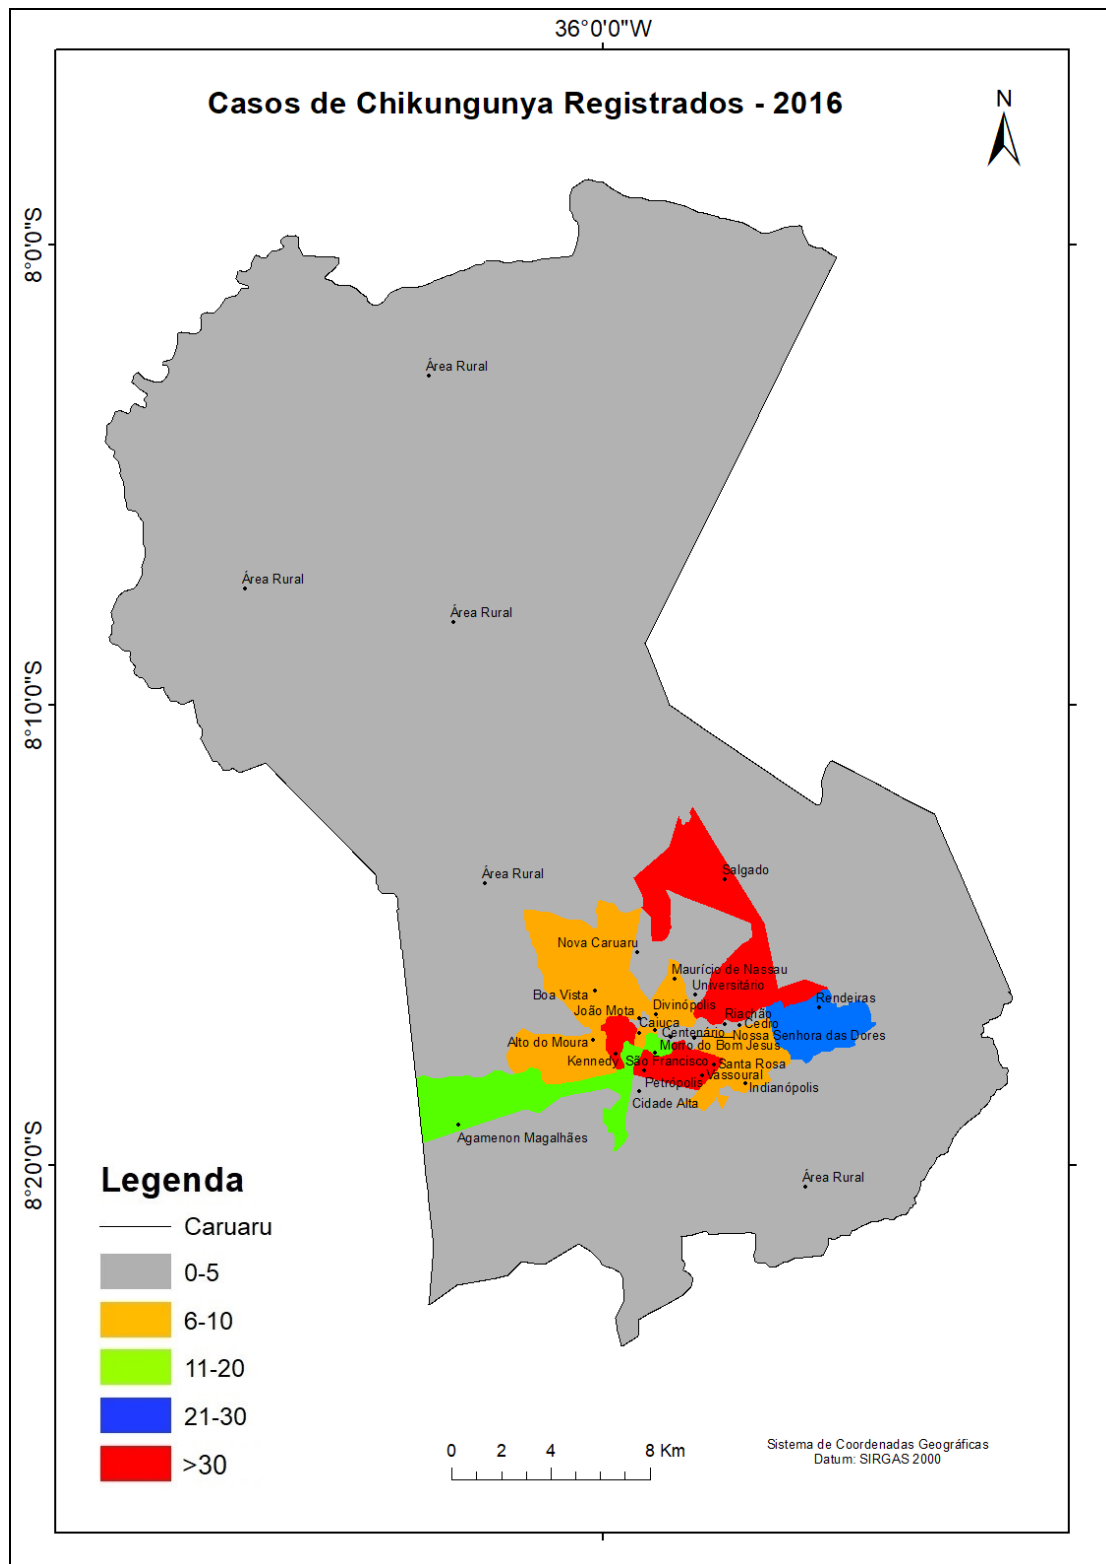 36°0'0"W
Casos de Chikungunya Registrados - 2016
N
8°0'0"S
Área Rural
Área Rural
Área Rural
8°10'0"S
Salgado
Área Rural
Nova Caruaru
Maurício de Nassau
Universitário
Boa Vista
Rendeiras
João Mota
Divinópolis
Riachão
Caiuca
Cedro
Centenário
Nossa Senhora das Dores
Alto do Moura
Morro do Bom Jesus
Kennedy
São Francisco
Santa Rosa
Vassoural
Petrópolis
Indianópolis
Cidade Alta
Agamenon Magalhães
8°20'0"S
Área Rural
Legenda
Caruaru
0-5
6-10
11-20
21-30
>30
0 2 4 8 Km
Sistema de Coordenadas Geográficas
Datum: SIRGAS 2000